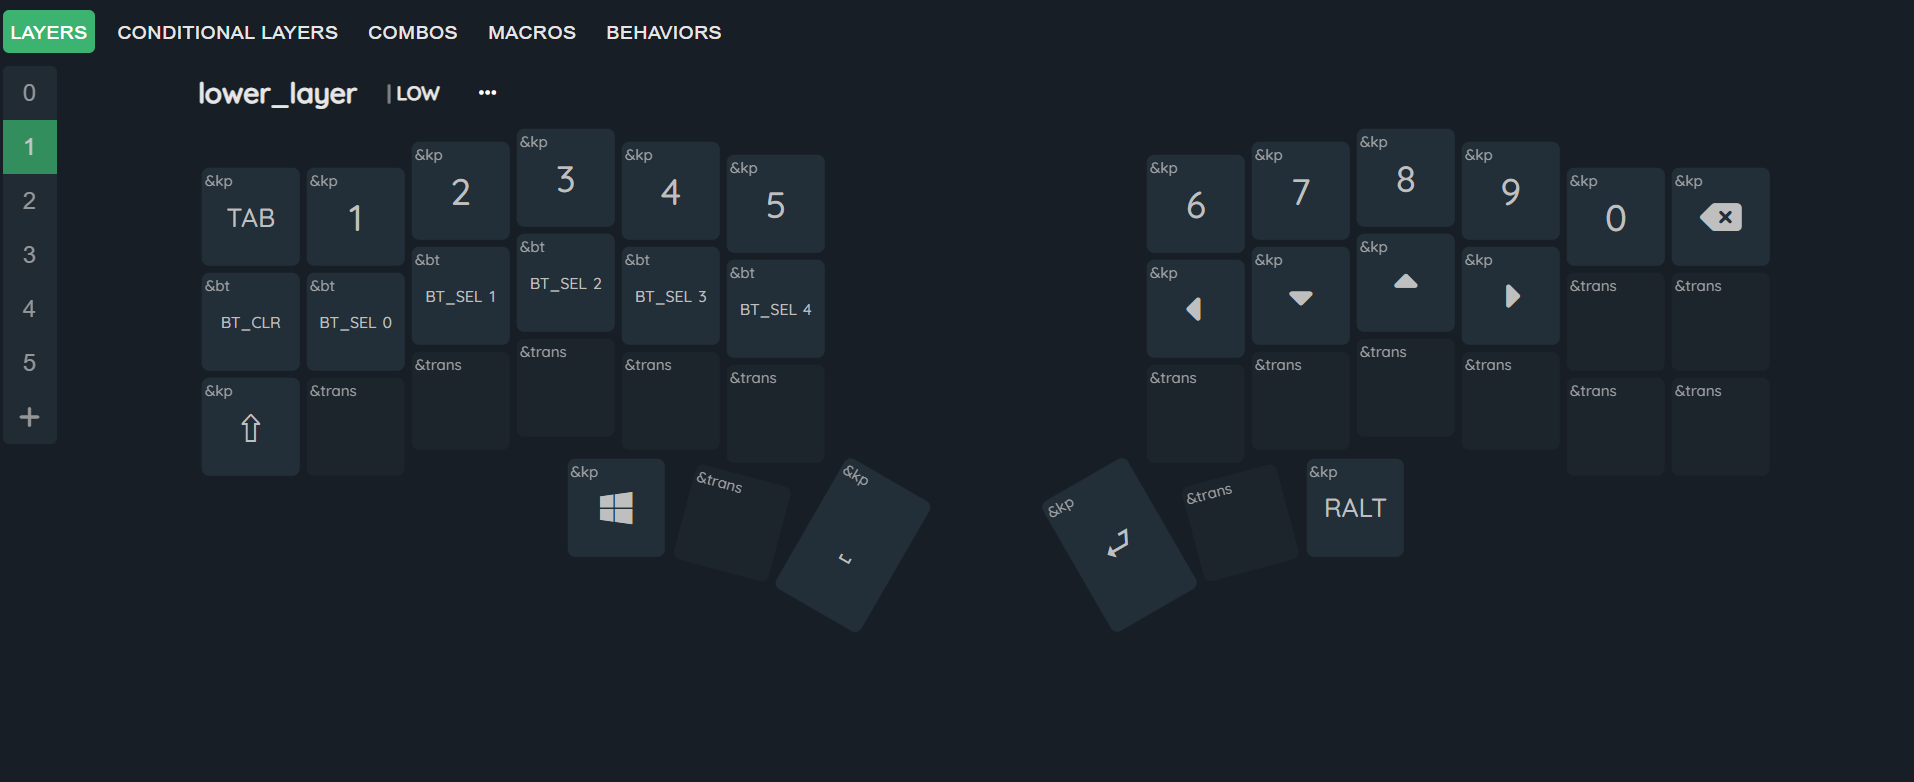 LAYERS CONDITIONAL LAYERS COMBOS MACROS BEHAVIORS
0
1
2
3
4
5
+
lower_layer | LOW ...
&kp TAB
&kp 1
&kp 2
&kp 3
&kp 4
&kp 5
&kp 6
&kp 7
&kp 8
&kp 9
&kp 0
&kp
&bt BT_CLR
&bt BT_SEL 0
&bt BT_SEL 1
&bt BT_SEL 2
&bt BT_SEL 3
&bt BT_SEL 4
&kp
&kp
&kp
&kp
&trans
&trans
&kp
&trans
&trans
&trans
&trans
&trans
&trans
&trans
&trans
&trans
&trans
&trans
&kp
&trans
&kp
&kp
&trans
&kp RALT